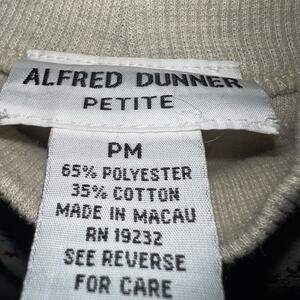 ALFRED DUNNER
PETITE
PM
65% POLYESTER
35% COTTON
MADE IN MACAU
RN 19232
SEE REVERSE
FOR CARE